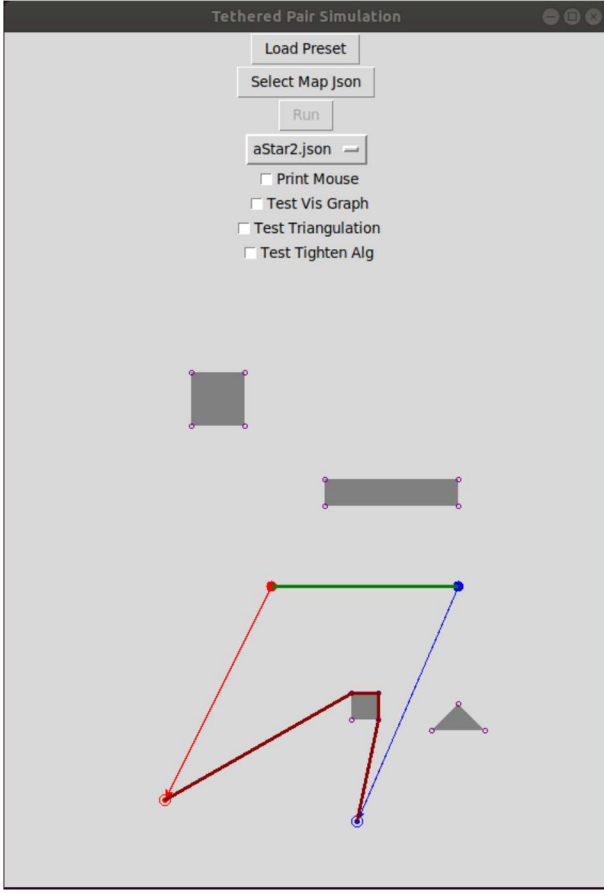 Tethered Pair Simulation
Load Preset
Select Map Json
Run
aStar2.json
Print Mouse
Test Vis Graph
Test Triangulation
Test Tighten Alg